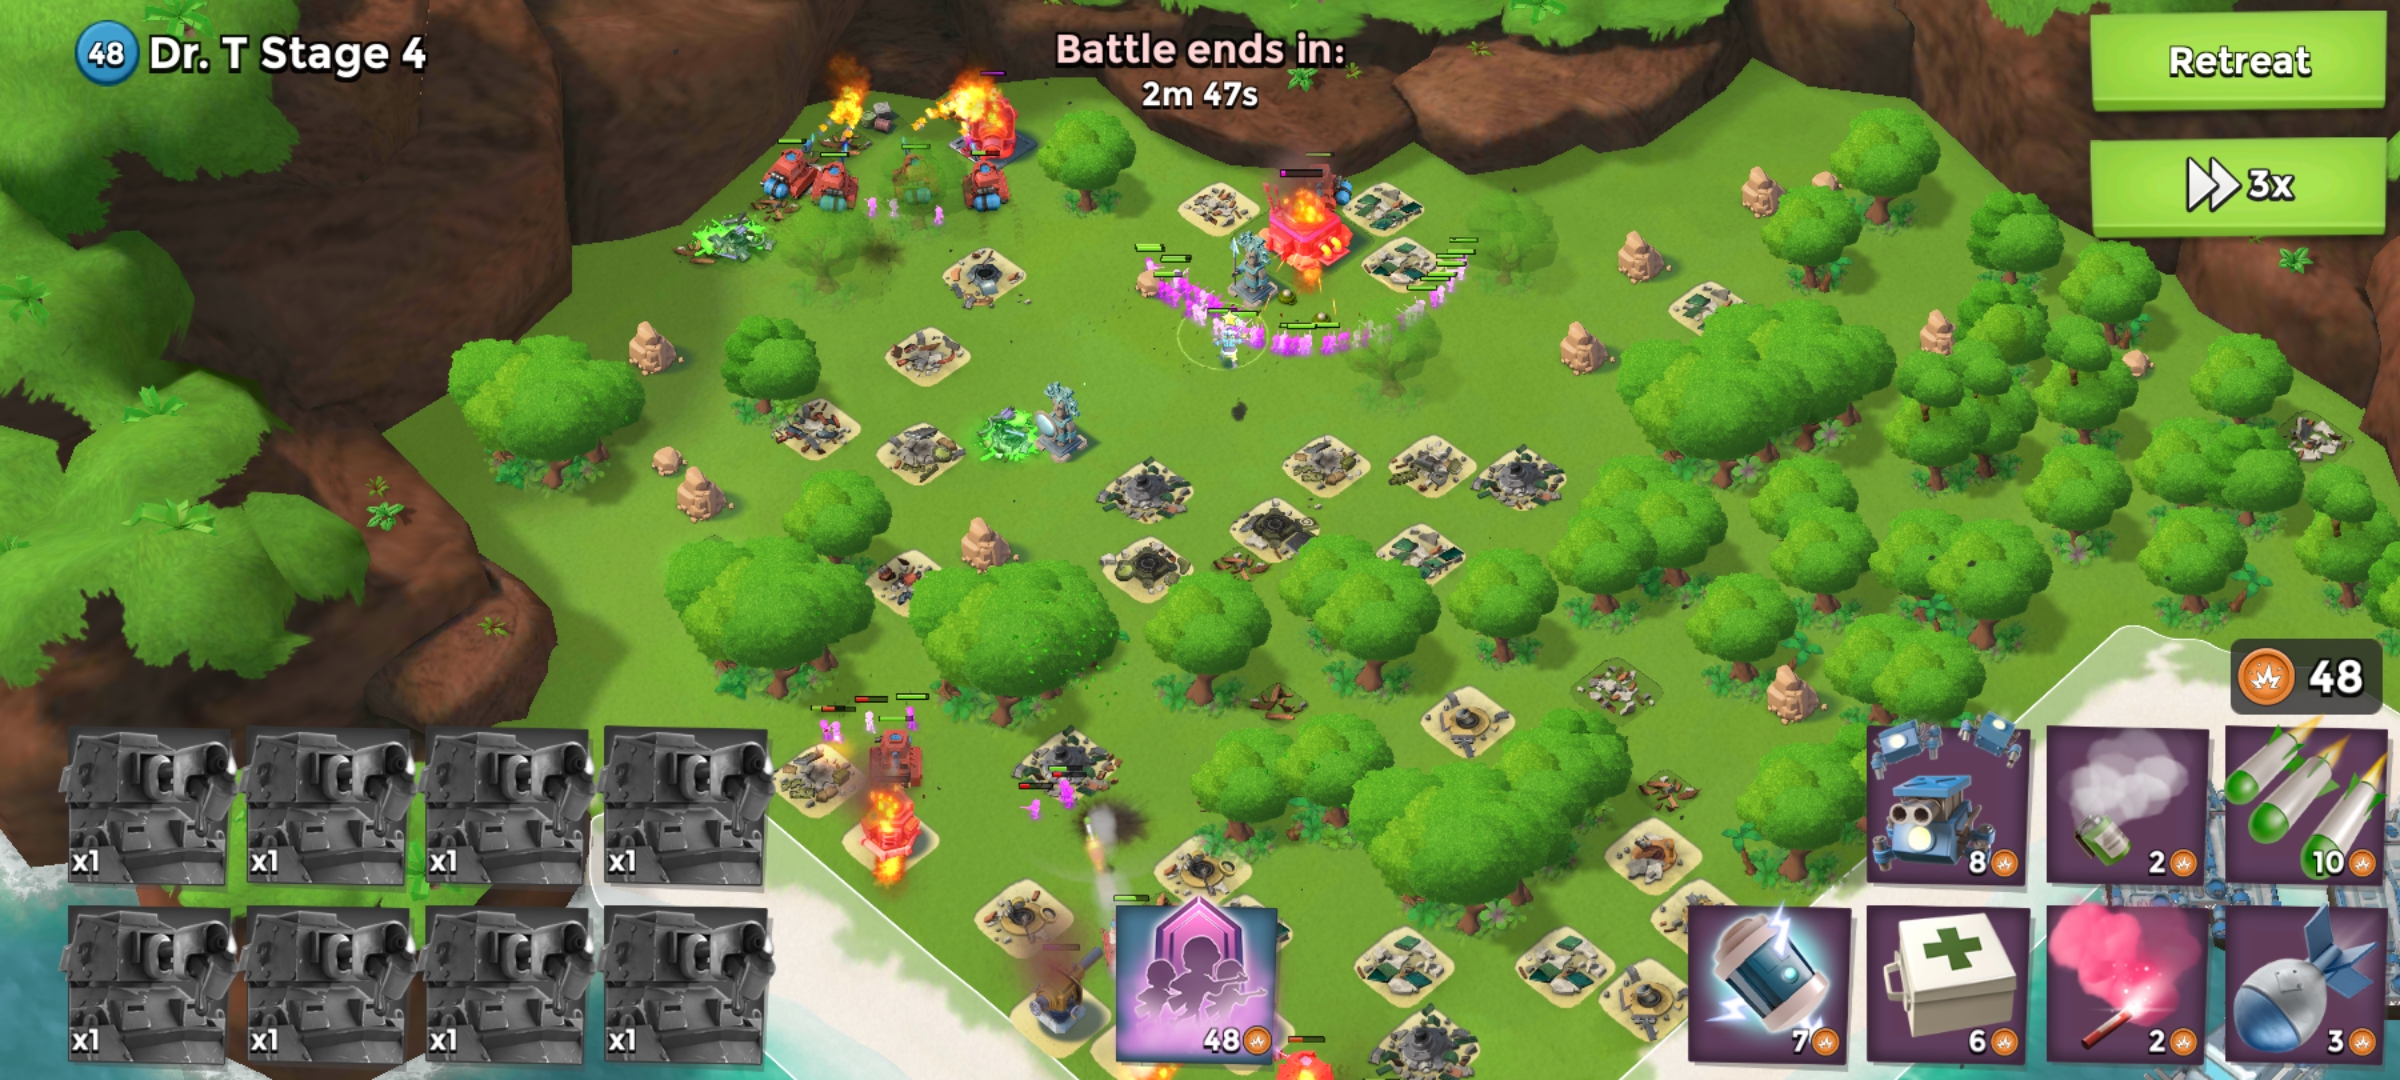 48 Dr. T Stage 4
Battle ends in:
2m 47s
Retreat
3x
48
x1 x1 x1 x1
8 2 10
x1 x1 x1 x1
48 7 6 2 3